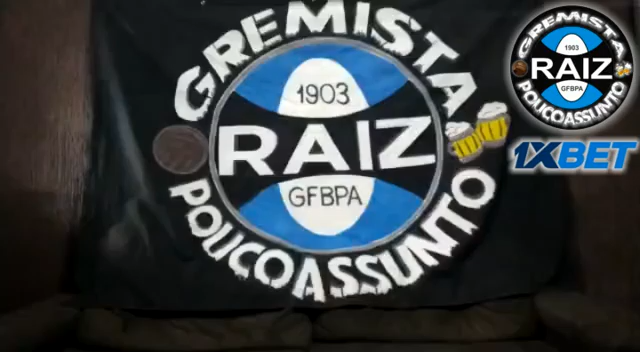 GREMISTA
1903
RAIZ
GFBPA
POUCOASSUNTO
GREMISTA
1903
RAIZ
GFBPA
POUCOASSUNTO
1XBET